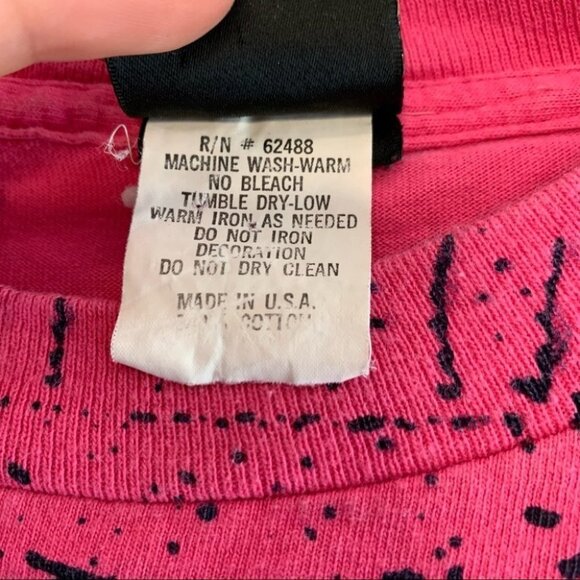 R/N # 62488
MACHINE WASH-WARM
NO BLEACH
TUMBLE DRY-LOW
WARM IRON AS NEEDED
DO NOT IRON
DECORATION
DO NOT DRY CLEAN
MADE IN U.S.A.
COTTON